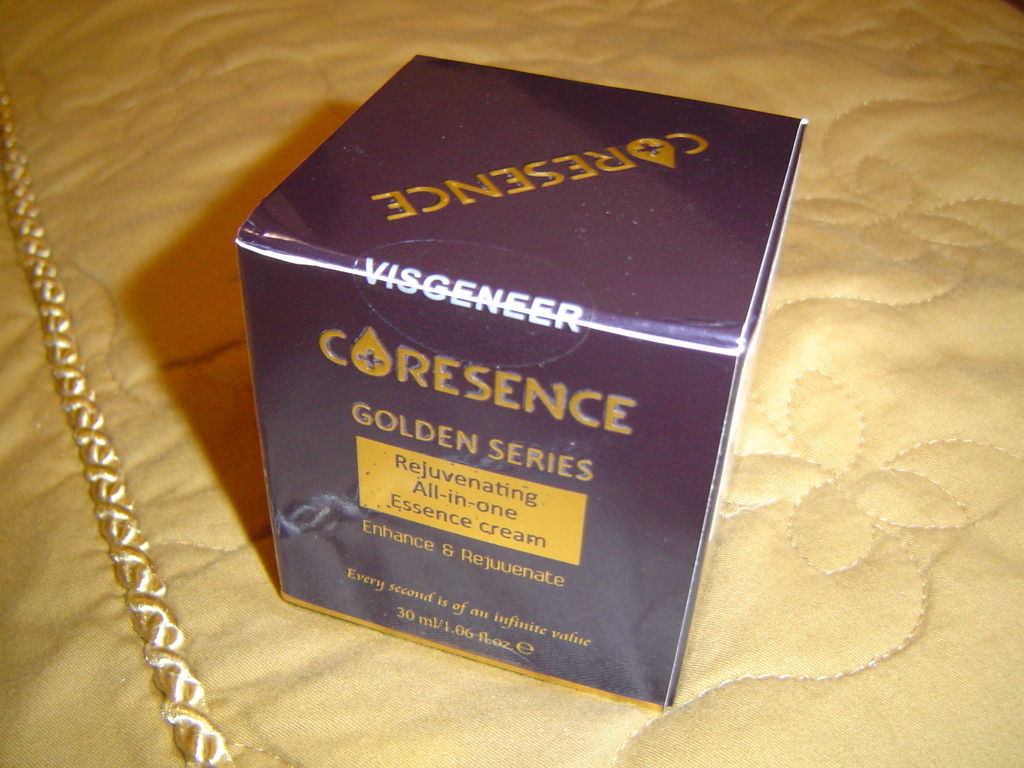 CORESENCE
VISGENEER
CORESENCE
GOLDEN SERIES
Rejuvenating
All-in-one
Essence cream
Enhance & Rejuvenate
Every second is of an infinite value
30 ml/1.06 fl.oz ℮